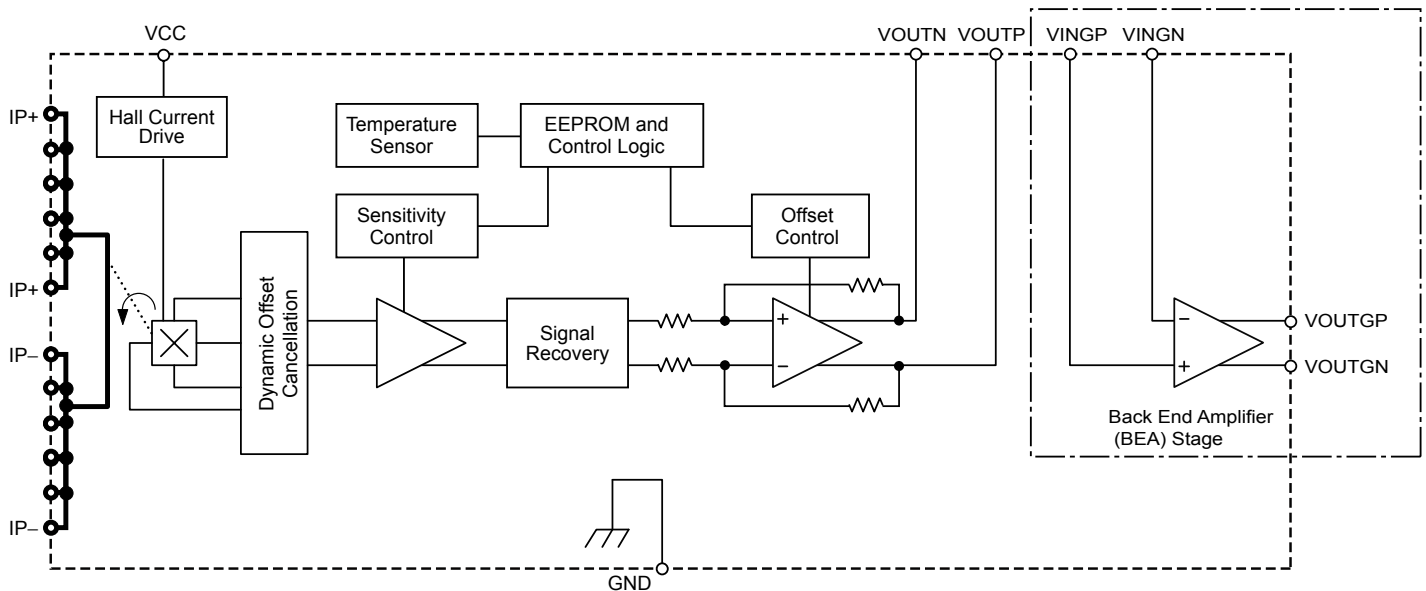 VCC
VOUTN
VOUTP
VINGP
VINGN
IP+
Hall Current
Drive
Temperature
Sensor
EEPROM and
Control Logic
Sensitivity
Control
Offset
Control
IP+
Dynamic Offset
Cancellation
Signal
Recovery
+
−
−
+
VOUTGP
VOUTGN
IP−
Back End Amplifier
(BEA) Stage
IP−
GND